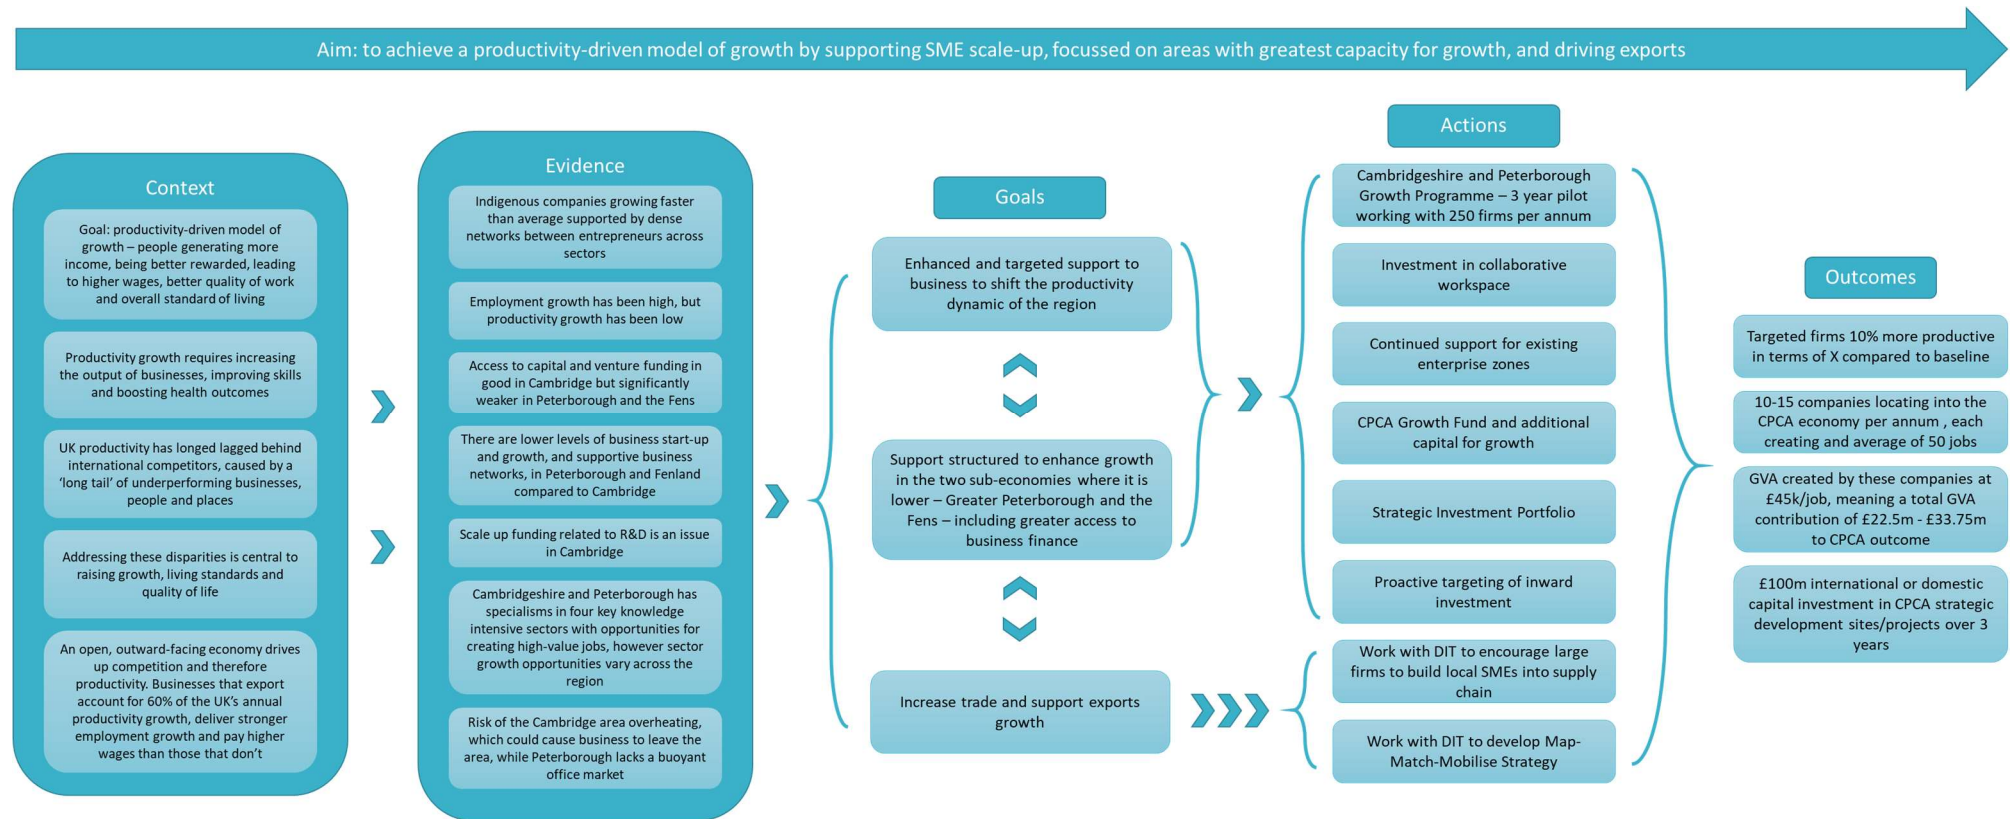 Aim: to achieve a productivity-driven model of growth by supporting SME scale-up, focussed on areas with greatest capacity for growth, and driving exports
Context
Goal: productivity-driven model of
growth – people generating more
income, being better rewarded, leading
to higher wages, better quality of work
and overall standard of living
Productivity growth requires increasing
the output of businesses, improving skills
and boosting health outcomes
UK productivity has longed lagged behind
international competitors, caused by a
‘long tail’ of underperforming businesses,
people and places
Addressing these disparities is central to
raising growth, living standards and
quality of life
An open, outward-facing economy drives
up competition and therefore
productivity. Businesses that export
account for 60% of the UK’s annual
productivity growth, deliver stronger
employment growth and pay higher
wages than those that don’t
Evidence
Indigenous companies growing faster
than average supported by dense
networks between entrepreneurs across
sectors
Employment growth has been high, but
productivity growth has been low
Access to capital and venture funding in
good in Cambridge but significantly
weaker in Peterborough and the Fens
There are lower levels of business start-up
and growth, and supportive business
networks, in Peterborough and Fenland
compared to Cambridge
Scale up funding related to R&D is an issue
in Cambridge
Cambridgeshire and Peterborough has
specialisms in four key knowledge
intensive sectors with opportunities for
creating high-value jobs, however sector
growth opportunities vary across the
region
Risk of the Cambridge area overheating,
which could cause business to leave the
area, while Peterborough lacks a buoyant
office market
Goals
Enhanced and targeted support to
business to shift the productivity
dynamic of the region
Support structured to enhance growth
in the two sub-economies where it is
lower – Greater Peterborough and the
Fens – including greater access to
business finance
Increase trade and support exports
growth
Actions
Cambridgeshire and Peterborough
Growth Programme – 3 year pilot
working with 250 firms per annum
Investment in collaborative
workspace
Continued support for existing
enterprise zones
CPCA Growth Fund and additional
capital for growth
Strategic Investment Portfolio
Proactive targeting of inward
investment
Work with DIT to encourage large
firms to build local SMEs into supply
chain
Work with DIT to develop Map-
Match-Mobilise Strategy
Outcomes
Targeted firms 10% more productive
in terms of X compared to baseline
10-15 companies locating into the
CPCA economy per annum , each
creating and average of 50 jobs
GVA created by these companies at
£45k/job, meaning a total GVA
contribution of £22.5m - £33.75m
to CPCA outcome
£100m international or domestic
capital investment in CPCA strategic
development sites/projects over 3
years